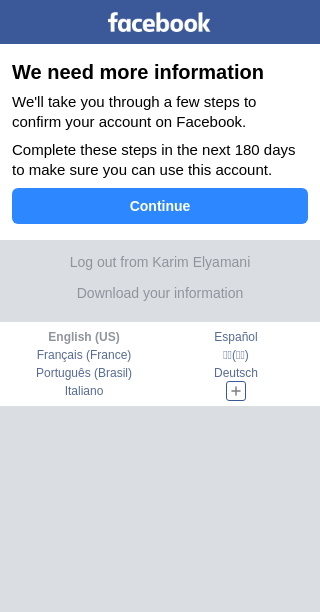 facebook
We need more information
We'll take you through a few steps to
confirm your account on Facebook.
Complete these steps in the next 180 days
to make sure you can use this account.
Continue
Log out from Karim Elyamani
Download your information
English (US)
Español
Français (France)
Português (Brasil)
Deutsch
Italiano